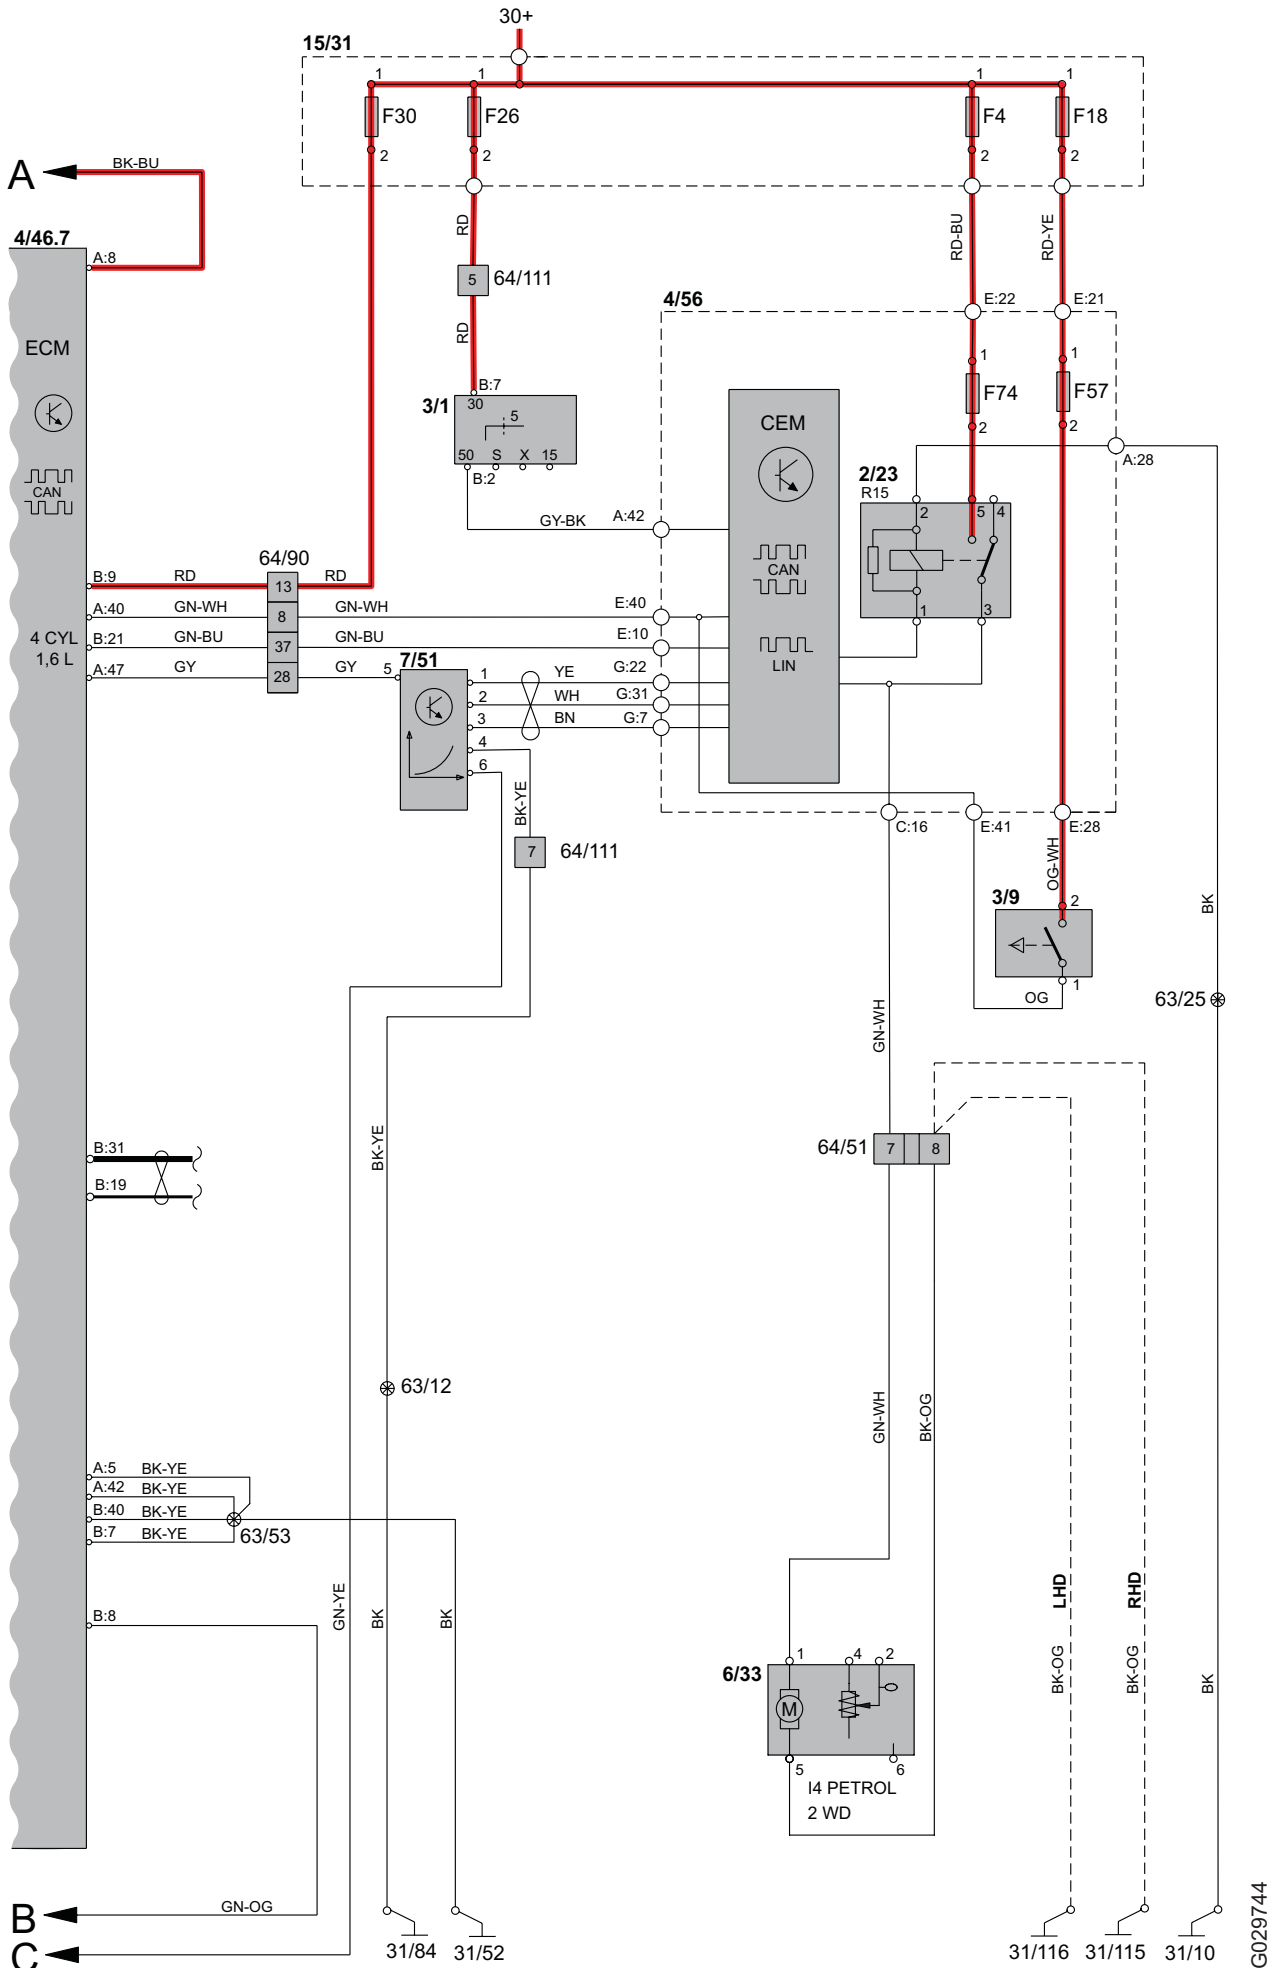 30+
15/31
1 1 1 1
F30 F26 F4 F18
2 2 2 2
A BK-BU
RD RD-BU RD-YE
4/46.7
A:8
5 64/111
4/56 E:22 E:21
RD
ECM
1 1
B:7
3/1 30
F74 F57
5
CEM
2 2
50 S X 15
A:28
B:2
2/23
R15
CAN
GY-BK A:42
2 5 4
64/90
CAN
B:9 RD 13 RD
A:40 GN-WH 8 GN-WH E:40
1 3
4 CYL
1,6 L
B:21 GN-BU 37 GN-BU E:10
LIN
7/51
A:47 GY 28 GY 5
1 YE G:22
2 WH G:31
3 BN G:7
4
6
BK-YE
C:16 E:41 E:28
7 64/111
OG-WH
3/9 2
BK
1
OG
63/25
GN-WH
B:31
BK-YE
64/51 7 8
B:19
63/12
GN-WH BK-OG
A:5 BK-YE
A:42 BK-YE
B:40 BK-YE
B:7 BK-YE
63/53
GN-YE BK BK
LHD RHD
B:8
BK-OG BK-OG BK
6/33 1 4 2
M
5 6
I4 PETROL
2 WD
B GN-OG
C
31/84 31/52 31/116 31/115 31/10
G029744